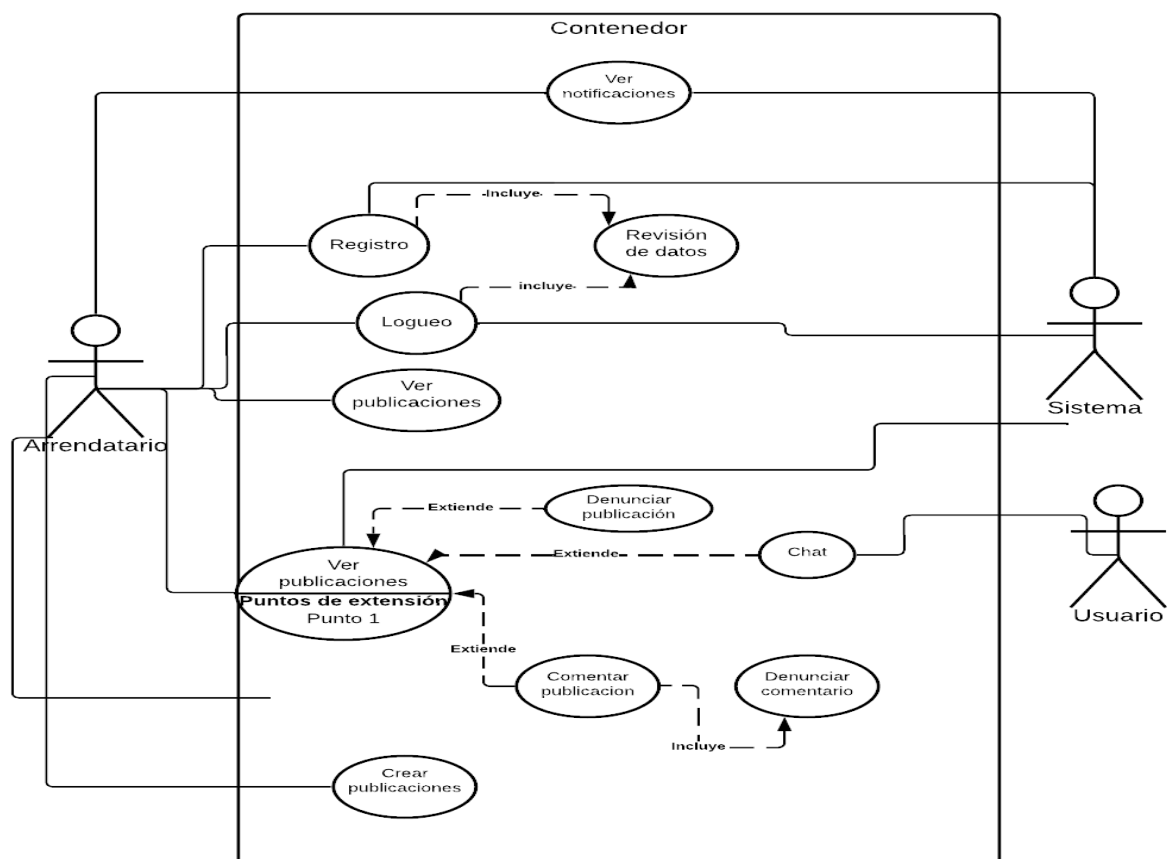 Contenedor
Ver
notificaciones
Incluye
Registro
Revisión
de datos
incluye
Logueo
Ver
publicaciones
Arrendatario
Sistema
Denunciar
publicación
Extiende
Extiende
Chat
Ver
publicaciones
Puntos de extensión
Punto 1
Usuario
Extiende
Comentar
publicacion
Denunciar
comentario
Incluye
Crear
publicaciones